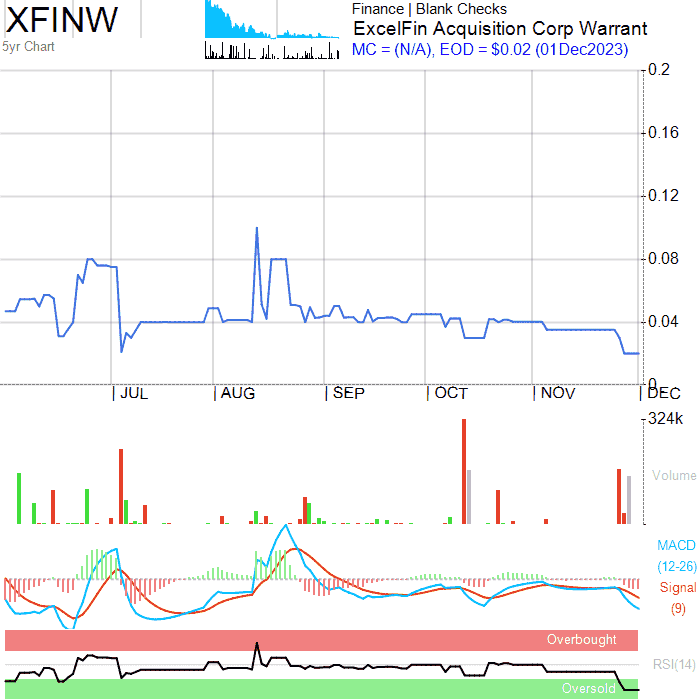 XFINW
5yr Chart
Finance | Blank Checks
ExcelFin Acquisition Corp Warrant
MC = (N/A), EOD = $0.02 (01Dec2023)
0.2
0.16
0.12
0.08
0.04
0
JUL AUG SEP OCT NOV DEC
324k
Volume
MACD
(12-26)
Signal
(9)
Overbought
RSI(14)
Oversold